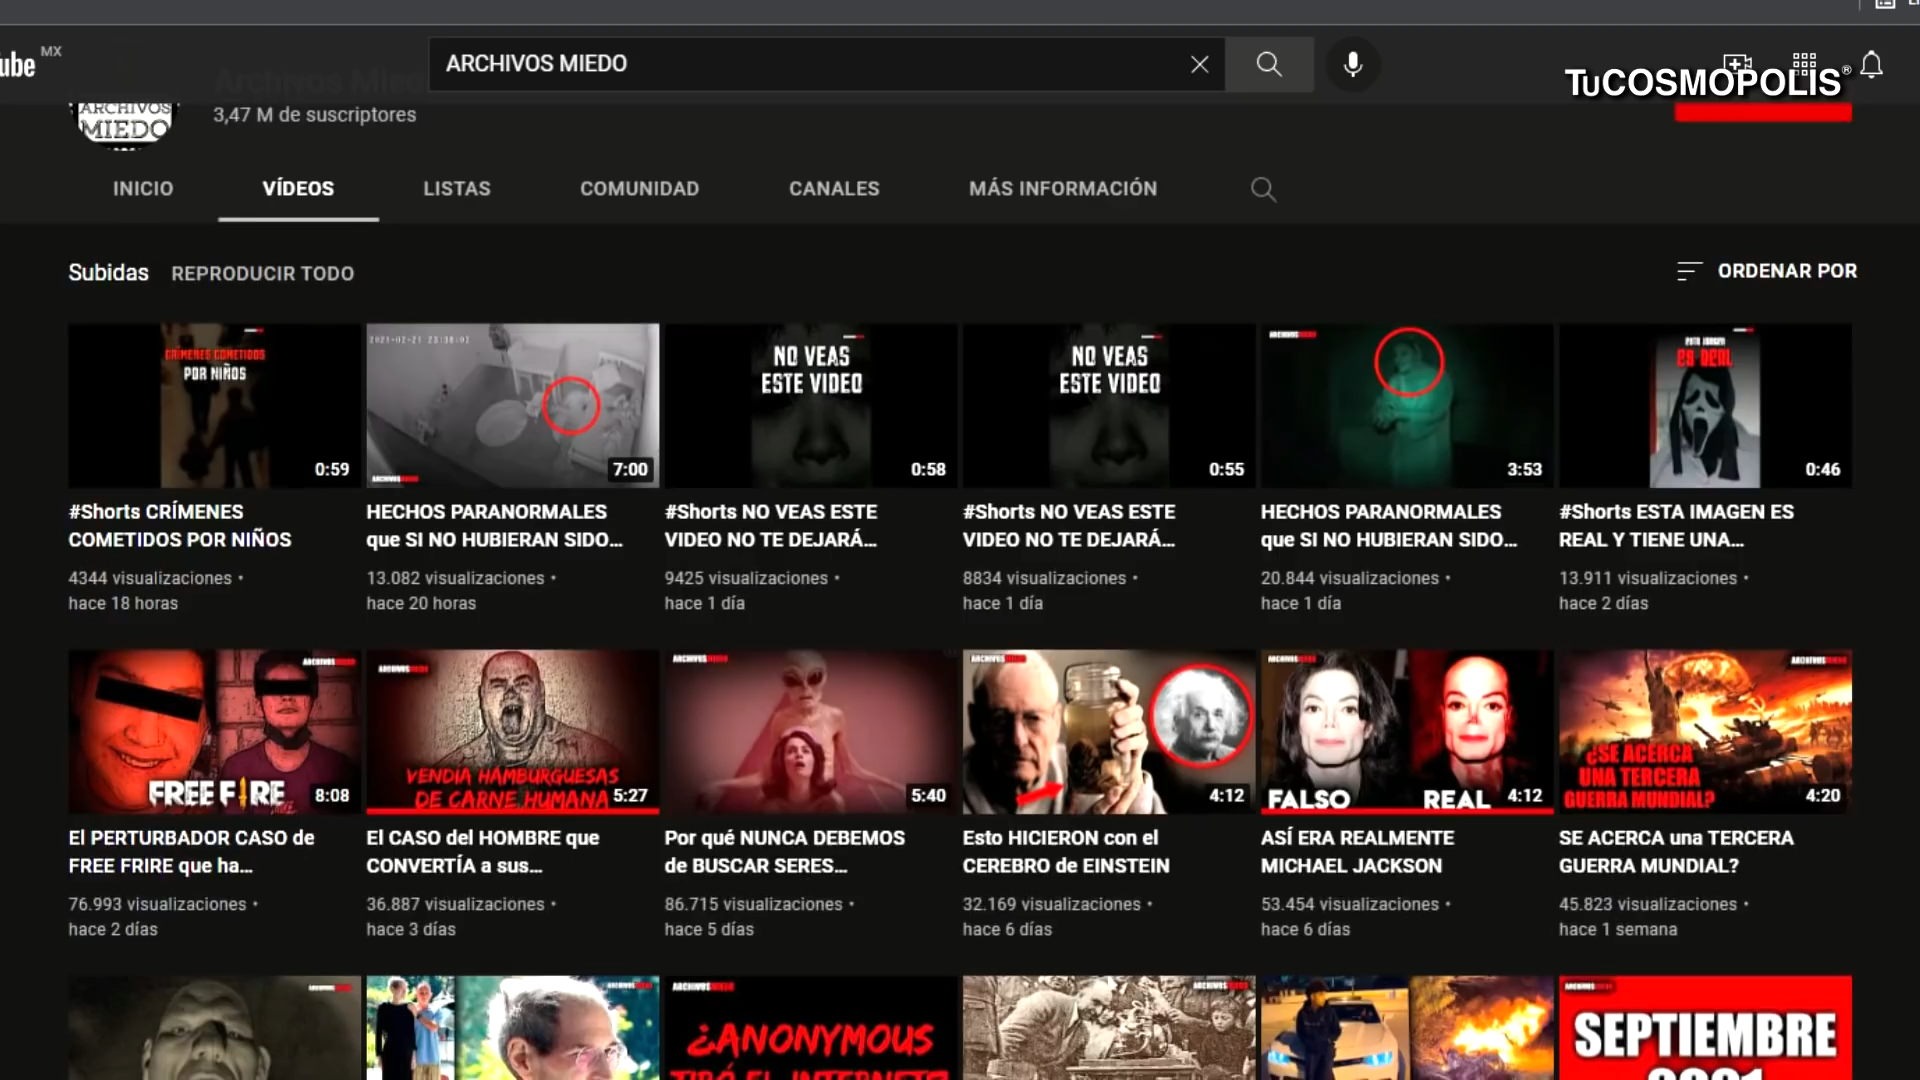 ube MX
ARCHIVOS MIEDO
TuCOSMOPOLIS®
Archivos Mied
ARCHIVOS
MIEDO
3,47 M de suscriptores
INICIO
VÍDEOS
LISTAS
COMUNIDAD
CANALES
MÁS INFORMACIÓN
Subidas
REPRODUCIR TODO
ORDENAR POR
CRÍMENES COMETIDOS
POR NIÑOS
0:59
7:00
NO VEAS
ESTE VIDEO
0:58
NO VEAS
ESTE VIDEO
0:55
3:53
ESTA IMAGEN
ES REAL
0:46
#Shorts CRÍMENES
COMETIDOS POR NIÑOS
4344 visualizaciones •
hace 18 horas
HECHOS PARANORMALES
que SI NO HUBIERAN SIDO...
13.082 visualizaciones •
hace 20 horas
#Shorts NO VEAS ESTE
VIDEO NO TE DEJARÁ...
9425 visualizaciones •
hace 1 día
#Shorts NO VEAS ESTE
VIDEO NO TE DEJARÁ...
8834 visualizaciones •
hace 1 día
HECHOS PARANORMALES
que SI NO HUBIERAN SIDO...
20.844 visualizaciones •
hace 1 día
#Shorts ESTA IMAGEN ES
REAL Y TIENE UNA...
13.911 visualizaciones •
hace 2 días
FREE FIRE
8:08
VENDIA HAMBURGUESAS
DE CARNE HUMANA
5:27
5:40
4:12
FALSO
REAL
4:12
¿SE ACERCA
UNA TERCERA
GUERRA MUNDIAL?
4:20
El PERTURBADOR CASO de
FREE FRIRE que ha...
76.993 visualizaciones •
hace 2 días
El CASO del HOMBRE que
CONVERTÍA a sus...
36.887 visualizaciones •
hace 3 días
Por qué NUNCA DEBEMOS
de BUSCAR SERES...
86.715 visualizaciones •
hace 5 días
Esto HICIERON con el
CEREBRO de EINSTEIN
32.169 visualizaciones •
hace 6 días
ASÍ ERA REALMENTE
MICHAEL JACKSON
53.454 visualizaciones •
hace 6 días
SE ACERCA una TERCERA
GUERRA MUNDIAL?
45.823 visualizaciones •
hace 1 semana
¿ANONYMOUS
TIRÓ EL INTERNET?
SEPTIEMBRE
2021